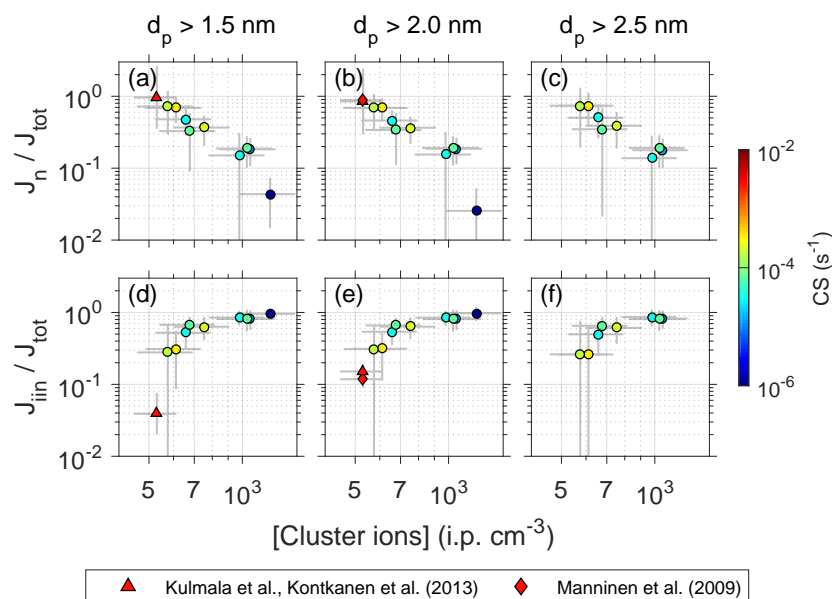 d_p > 1.5 nm d_p > 2.0 nm d_p > 2.5 nm
(a) (b) (c)
J_n / J_tot
10^0
10^-1
10^-2
(d) (e) (f)
J_iin / J_tot
10^0
10^-1
10^-2
5 7 10^3 5 7 10^3 5 7 10^3
[Cluster ions] (i.p. cm^-3)
10^-2
10^-4
10^-6
CS (s^-1)
Kulmala et al., Kontkanen et al. (2013) Manninen et al. (2009)